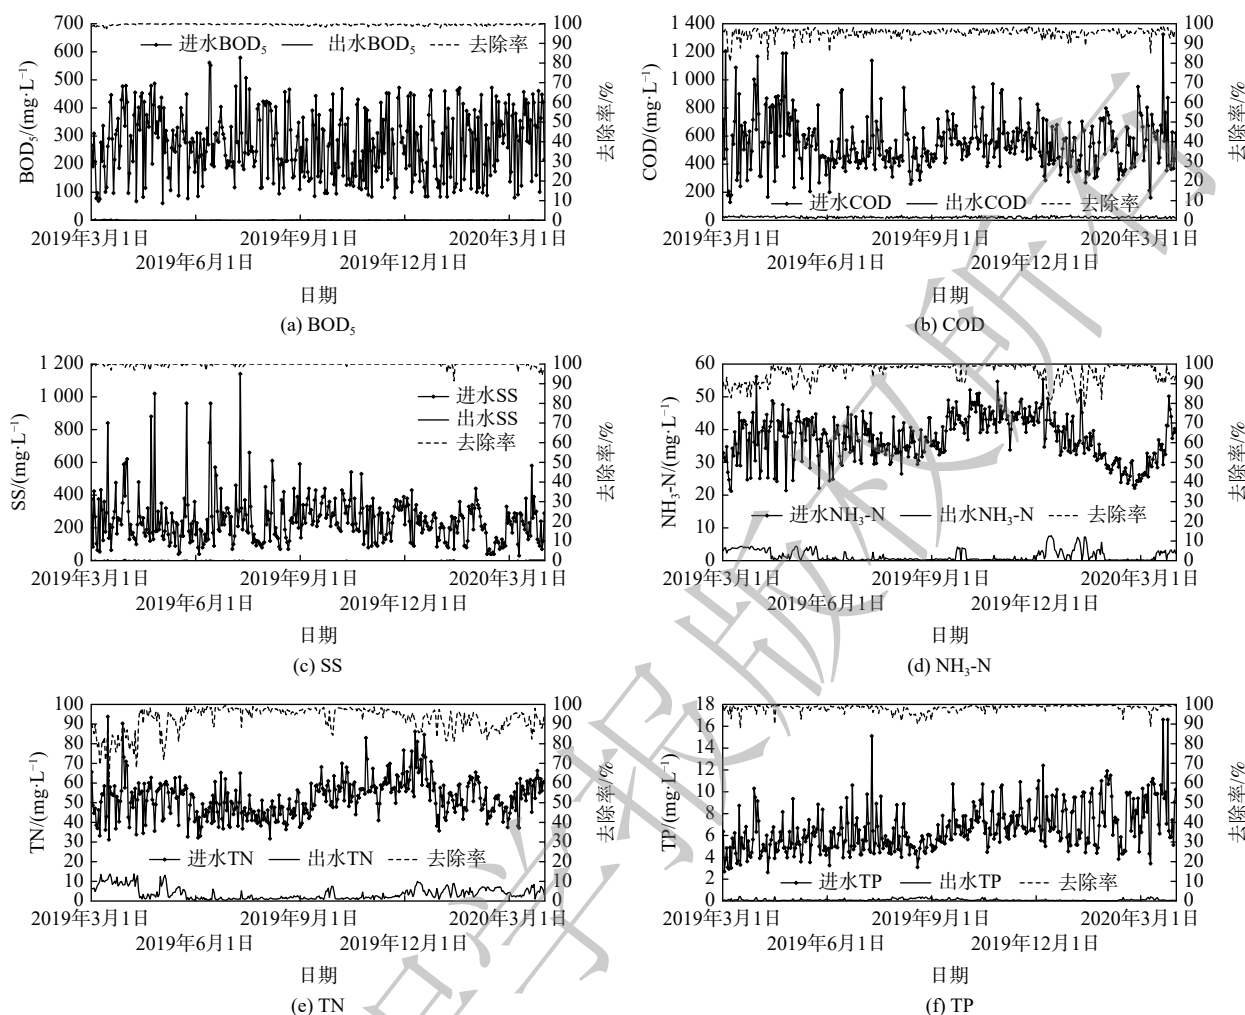 700
600
500
400
300
200
100
0
BOD₅/(mg·L⁻¹)
进水BOD₅ 出水BOD₅ 去除率
100
90
80
70
60
50
40
30
20
10
0
去除率/%
2019年3月1日 2019年9月1日 2020年3月1日
2019年6月1日 2019年12月1日
日期
(a) BOD₅
1 400
1 200
1 000
800
600
400
200
0
COD/(mg·L⁻¹)
进水COD 出水COD 去除率
100
90
80
70
60
50
40
30
20
10
0
去除率/%
2019年3月1日 2019年9月1日 2020年3月1日
2019年6月1日 2019年12月1日
日期
(b) COD
1 200
1 000
800
600
400
200
0
SS/(mg·L⁻¹)
进水SS
出水SS
去除率
100
90
80
70
60
50
40
30
20
10
0
去除率/%
2019年3月1日 2019年9月1日 2020年3月1日
2019年6月1日 2019年12月1日
日期
(c) SS
60
50
40
30
20
10
0
NH₃-N/(mg·L⁻¹)
进水NH₃-N 出水NH₃-N 去除率
100
90
80
70
60
50
40
30
20
10
0
去除率/%
2019年3月1日 2019年9月1日 2020年3月1日
2019年6月1日 2019年12月1日
日期
(d) NH₃-N
100
90
80
70
60
50
40
30
20
10
0
TN/(mg·L⁻¹)
进水TN 出水TN 去除率
100
90
80
70
60
50
40
30
20
10
0
去除率/%
2019年3月1日 2019年9月1日 2020年3月1日
2019年6月1日 2019年12月1日
日期
(e) TN
18
16
14
12
10
8
6
4
2
0
TP/(mg·L⁻¹)
进水TP 出水TP 去除率
100
90
80
70
60
50
40
30
20
10
0
去除率/%
2019年3月1日 2019年9月1日 2020年3月1日
2019年6月1日 2019年12月1日
日期
(f) TP
学报版权所有